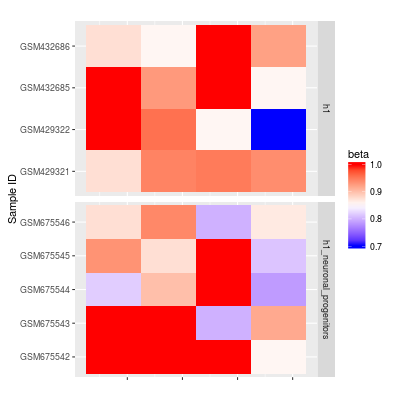 GSM432686
GSM432685
GSM429322
GSM429321
h1
GSM675546
GSM675545
GSM675544
GSM675543
GSM675542
h1_neuronal_progenitors
Sample ID
beta
1.0
0.9
0.8
0.7